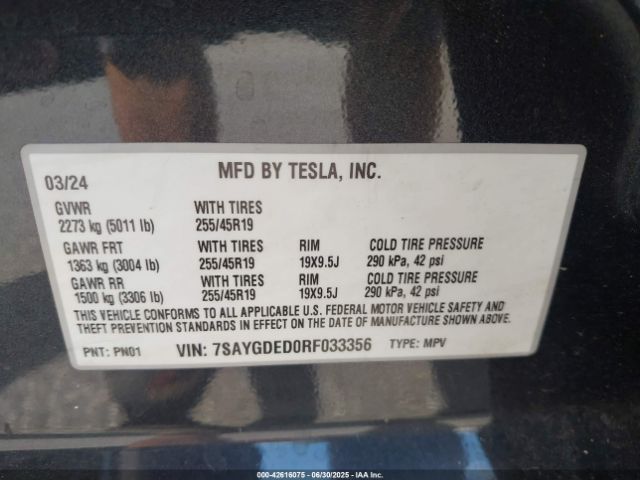 MFD BY TESLA, INC.
03/24
GVWR WITH TIRES
2273 kg (5011 lb) 255/45R19
GAWR FRT WITH TIRES RIM COLD TIRE PRESSURE
1363 kg (3004 lb) 255/45R19 19X9.5J 290 kPa, 42 psi
GAWR RR WITH TIRES RIM COLD TIRE PRESSURE
1500 kg (3306 lb) 255/45R19 19X9.5J 290 kPa, 42 psi
THIS VEHICLE CONFORMS TO ALL APPLICABLE U.S. FEDERAL MOTOR VEHICLE SAFETY AND
THEFT PREVENTION STANDARDS IN EFFECT ON THE DATE OF MANUFACTURE SHOWN ABOVE.
PNT: PN01 VIN: 7SAYGDED0RF033356 TYPE: MPV
000-42616075 - 06/30/2025 - IAA Inc.